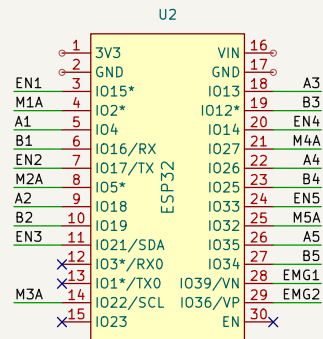 U2
1 3V3 VIN 16
2 GND GND 17
EN1 3 IO15* IO13 18 A3
M1A 4 IO2* IO12* 19 B3
A1 5 IO4 IO14 20 EN4
B1 6 IO16/RX IO27 21 M4A
EN2 7 IO17/TX IO26 22 A4
M2A 8 IO5* IO25 23 B4
A2 9 IO18 IO33 24 EN5
B2 10 IO19 IO32 25 M5A
EN3 11 IO21/SDA IO35 26 A5
12 IO3*/RX0 IO34 27 B5
13 IO1*/TX0 IO39/VN 28 EMG1
M3A 14 IO22/SCL IO36/VP 29 EMG2
15 IO23 EN 30
ESP32